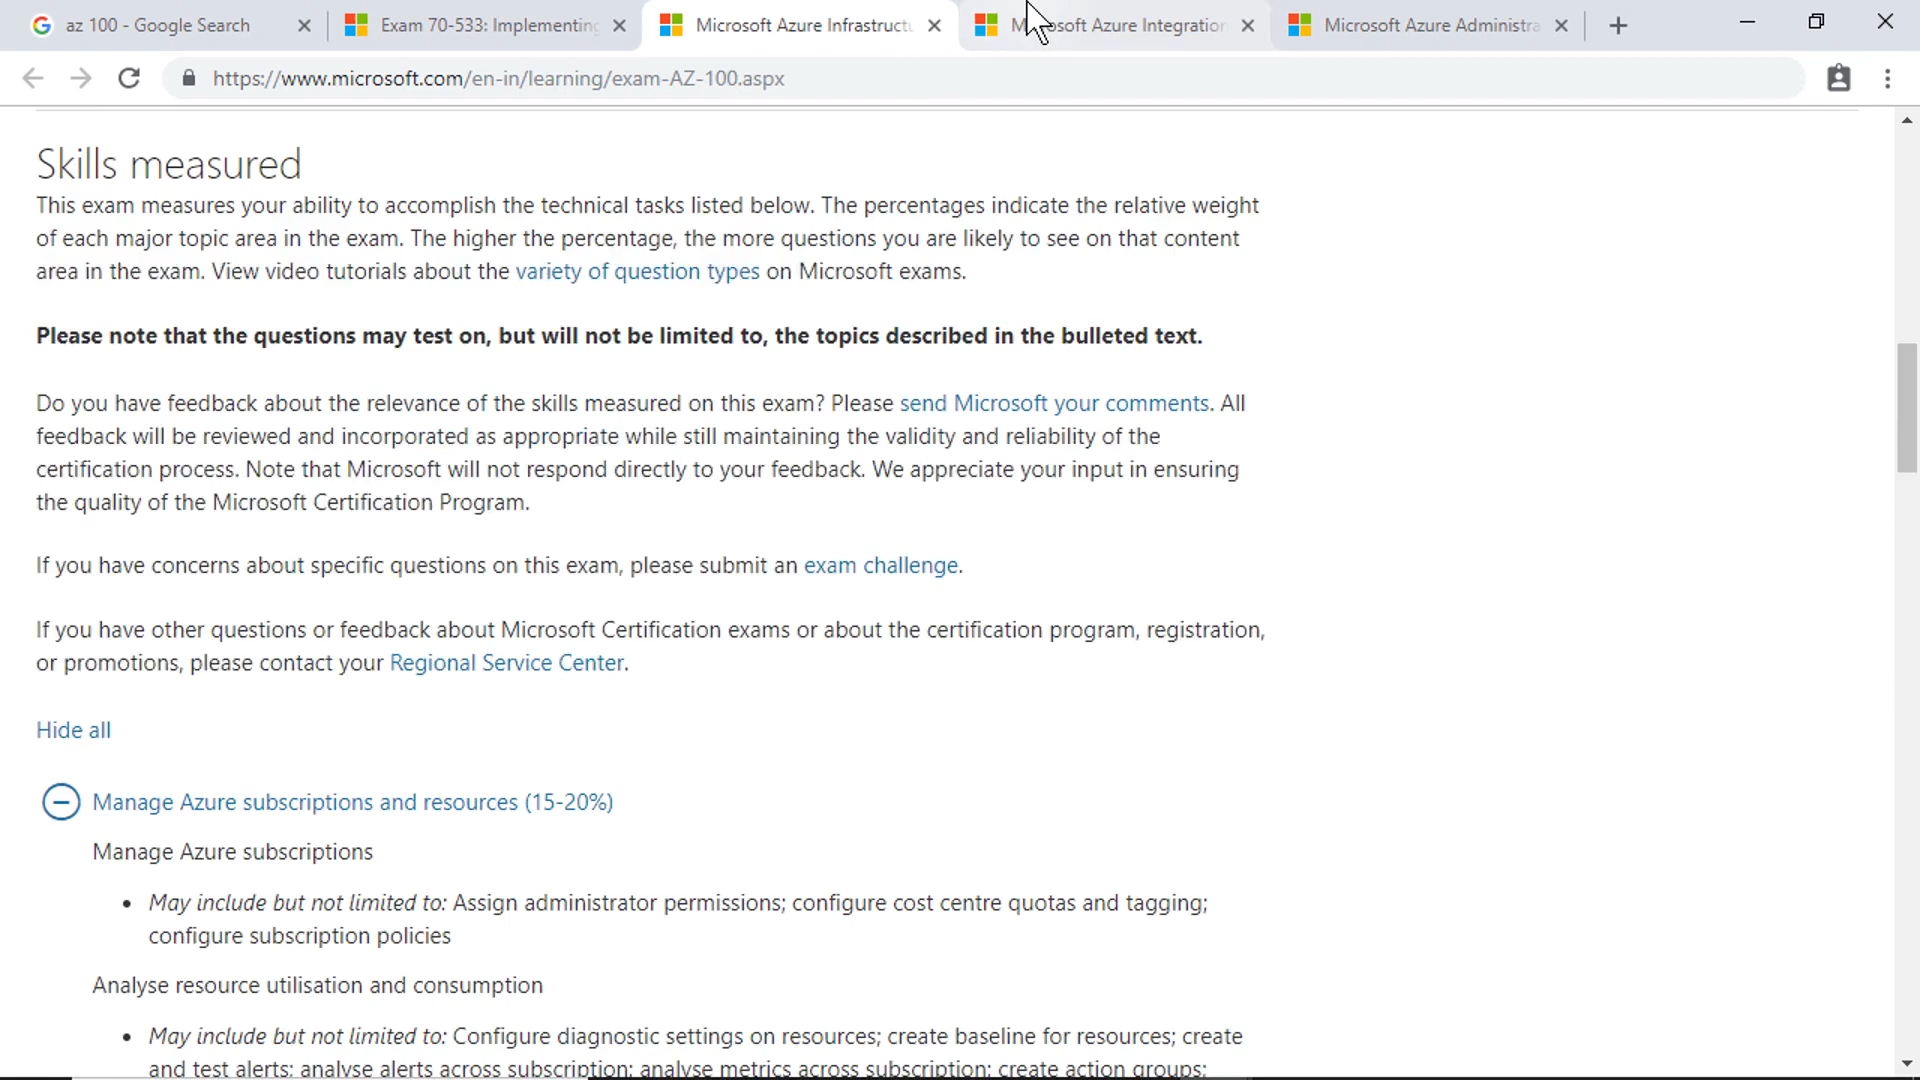 az 100 - Google Search
Exam 70-533: Implementing
Microsoft Azure Infrastructu
soft Azure Integration
Microsoft Azure Administra
https://www.microsoft.com/en-in/learning/exam-AZ-100.aspx
Skills measured
This exam measures your ability to accomplish the technical tasks listed below. The percentages indicate the relative weight
of each major topic area in the exam. The higher the percentage, the more questions you are likely to see on that content
area in the exam. View video tutorials about the variety of question types on Microsoft exams.
Please note that the questions may test on, but will not be limited to, the topics described in the bulleted text.
Do you have feedback about the relevance of the skills measured on this exam? Please send Microsoft your comments. All
feedback will be reviewed and incorporated as appropriate while still maintaining the validity and reliability of the
certification process. Note that Microsoft will not respond directly to your feedback. We appreciate your input in ensuring
the quality of the Microsoft Certification Program.
If you have concerns about specific questions on this exam, please submit an exam challenge.
If you have other questions or feedback about Microsoft Certification exams or about the certification program, registration,
or promotions, please contact your Regional Service Center.
Hide all
Manage Azure subscriptions and resources (15-20%)
Manage Azure subscriptions
• May include but not limited to: Assign administrator permissions; configure cost centre quotas and tagging;
configure subscription policies
Analyse resource utilisation and consumption
• May include but not limited to: Configure diagnostic settings on resources; create baseline for resources; create
and test alerts; analyse alerts across subscription; analyse metrics across subscription; create action groups;